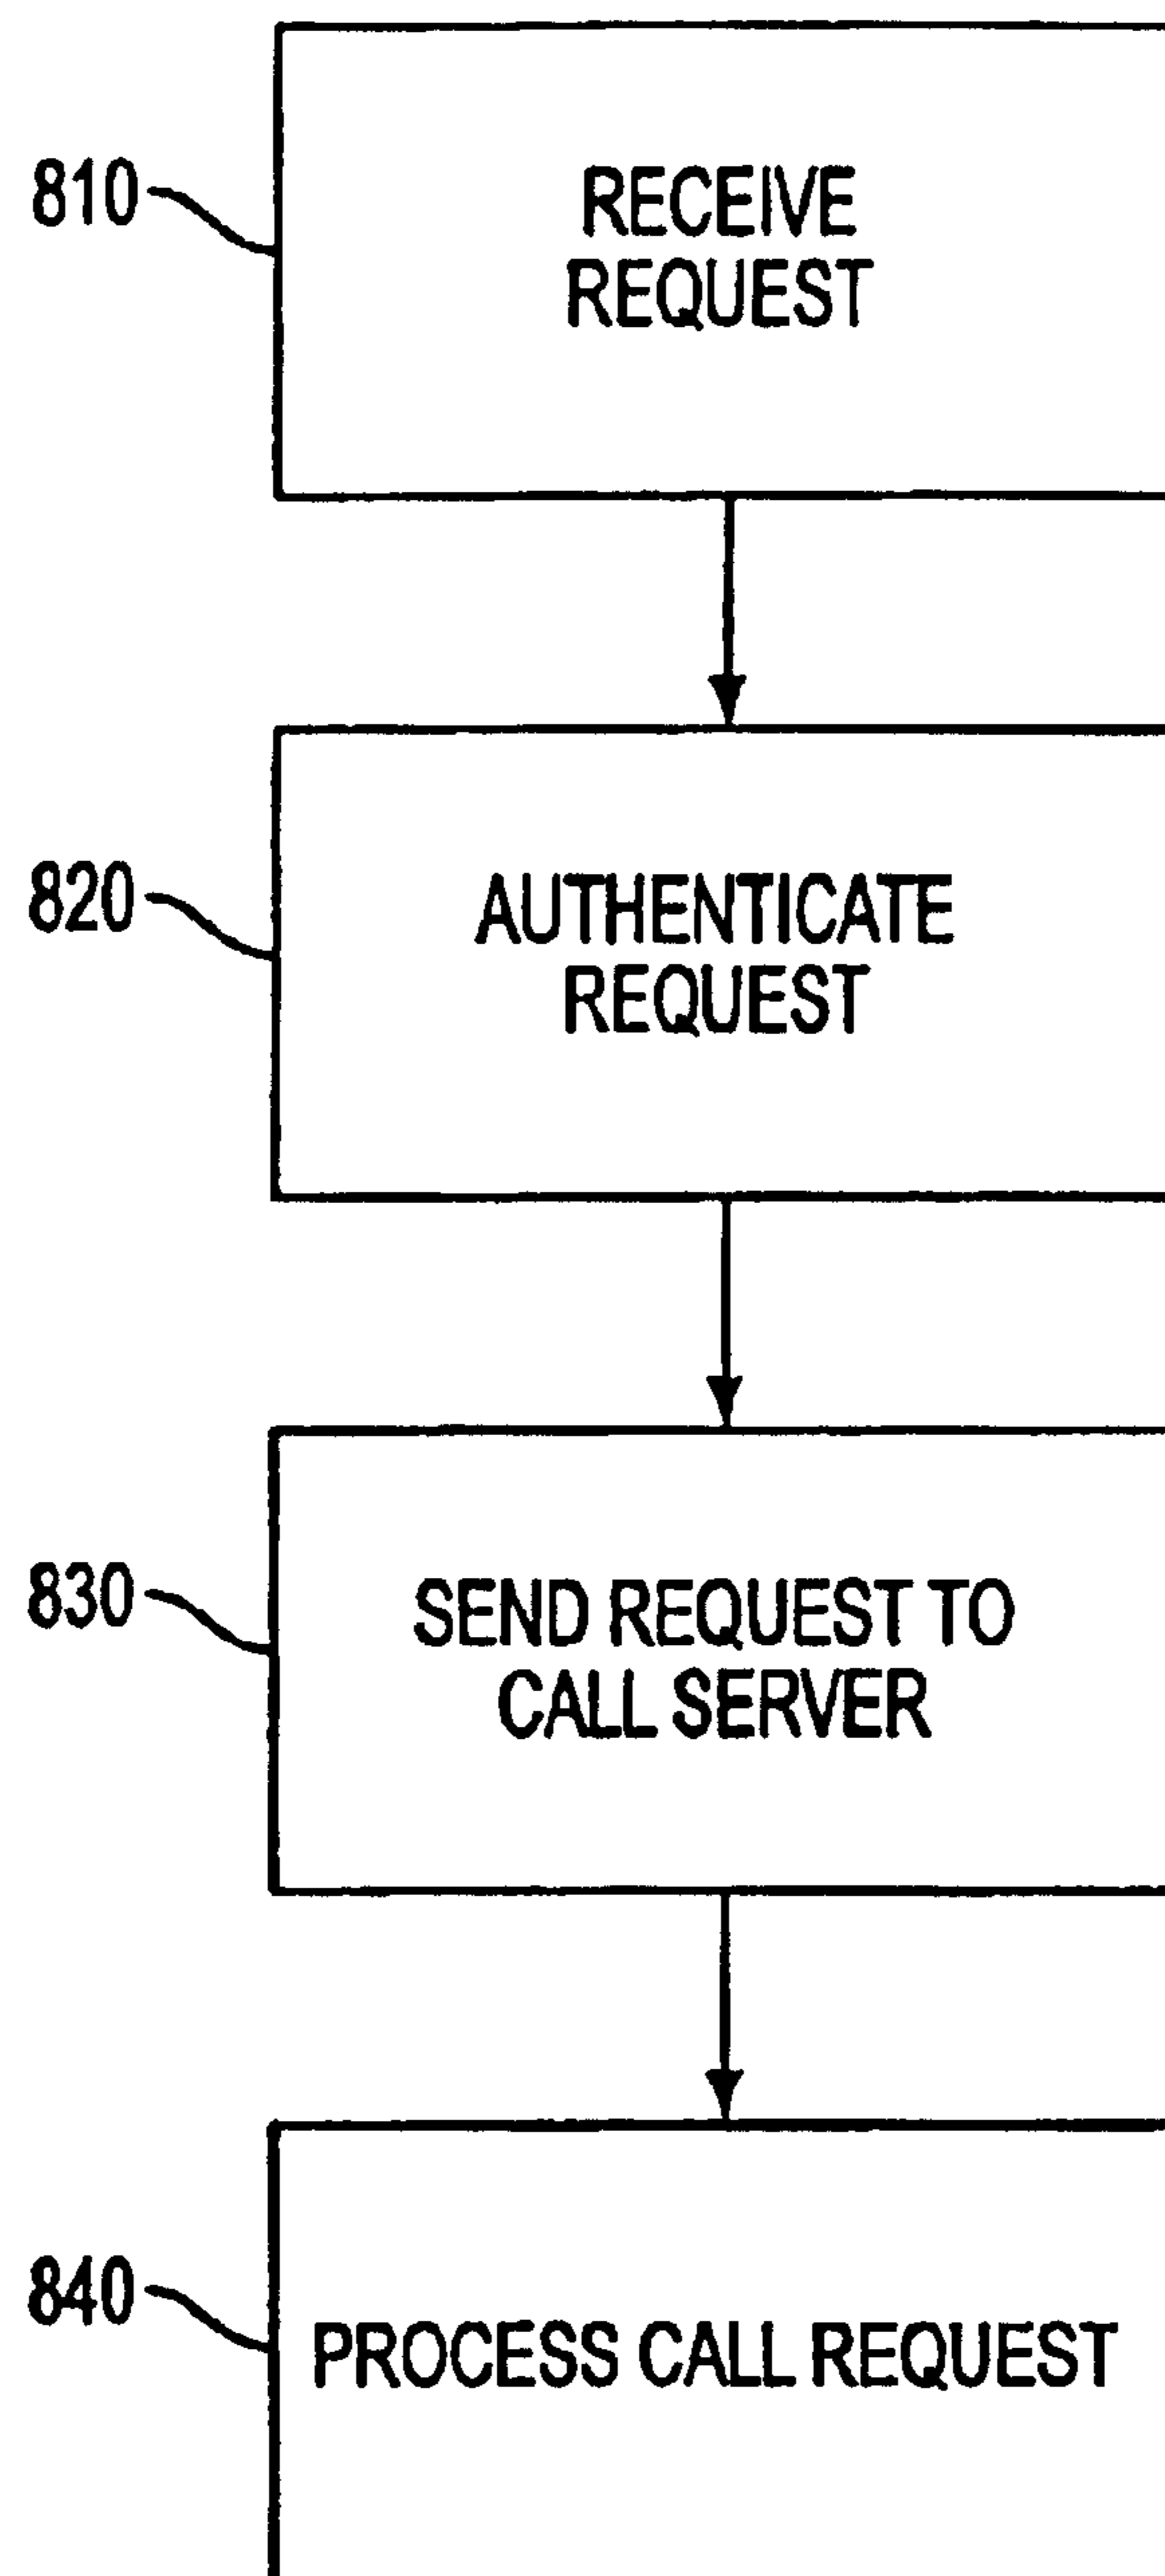 810
RECEIVE
REQUEST
820
AUTHENTICATE
REQUEST
830
SEND REQUEST TO
CALL SERVER
840
PROCESS CALL REQUEST